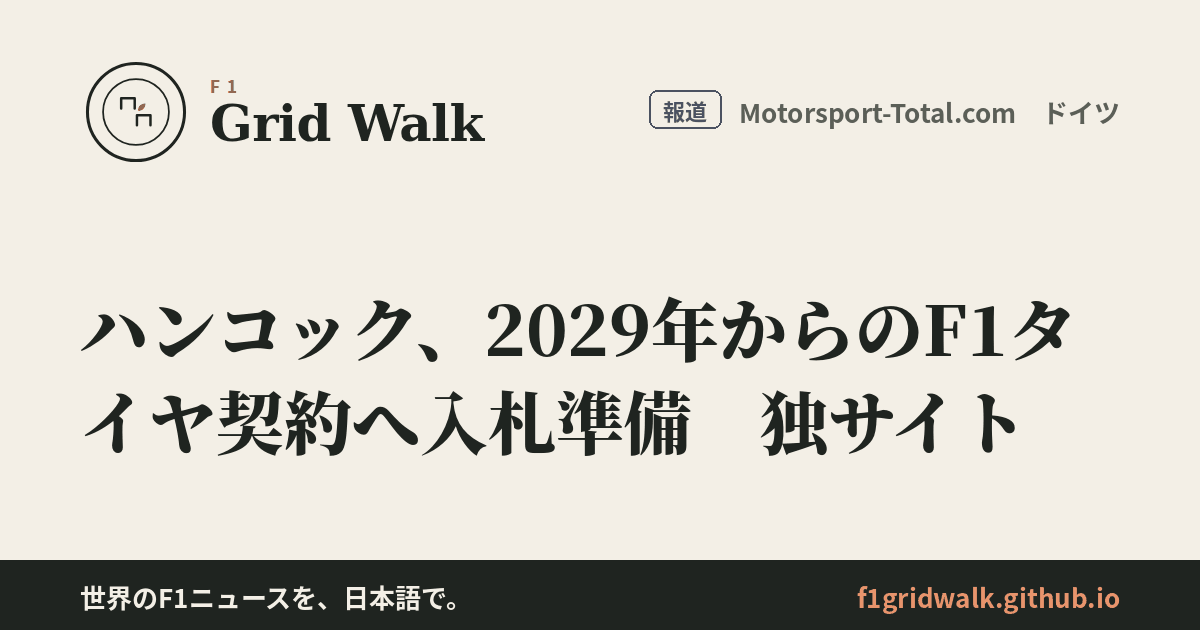 F1
Grid Walk
報道 Motorsport-Total.com ドイツ
ハンコック、2029年からのF1タ
イヤ契約へ入札準備　独サイト
世界のF1ニュースを、日本語で。
f1gridwalk.github.io